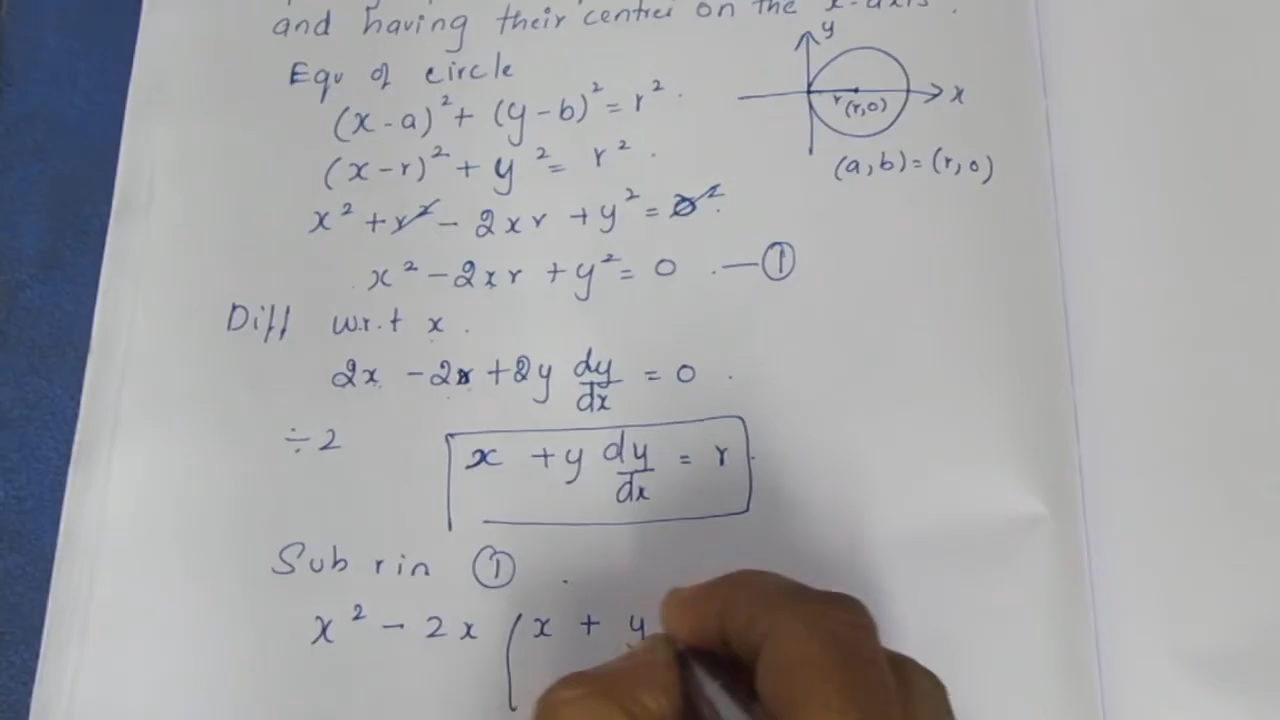 and having their centres on the x-axis.
y
Equ of circle
(x-a)² + (y-b)² = r².
x
r (r,0)
(x-r)² + y² = r².
(a,b) = (r,0)
x² + r² - 2xr + y² = r².
x² - 2xr + y² = 0. — ①
Diff w.r.t x.
2x - 2r + 2y dy/dx = 0.
÷2
x + y dy/dx = r.
Sub r in ①.
x² - 2x (x + y